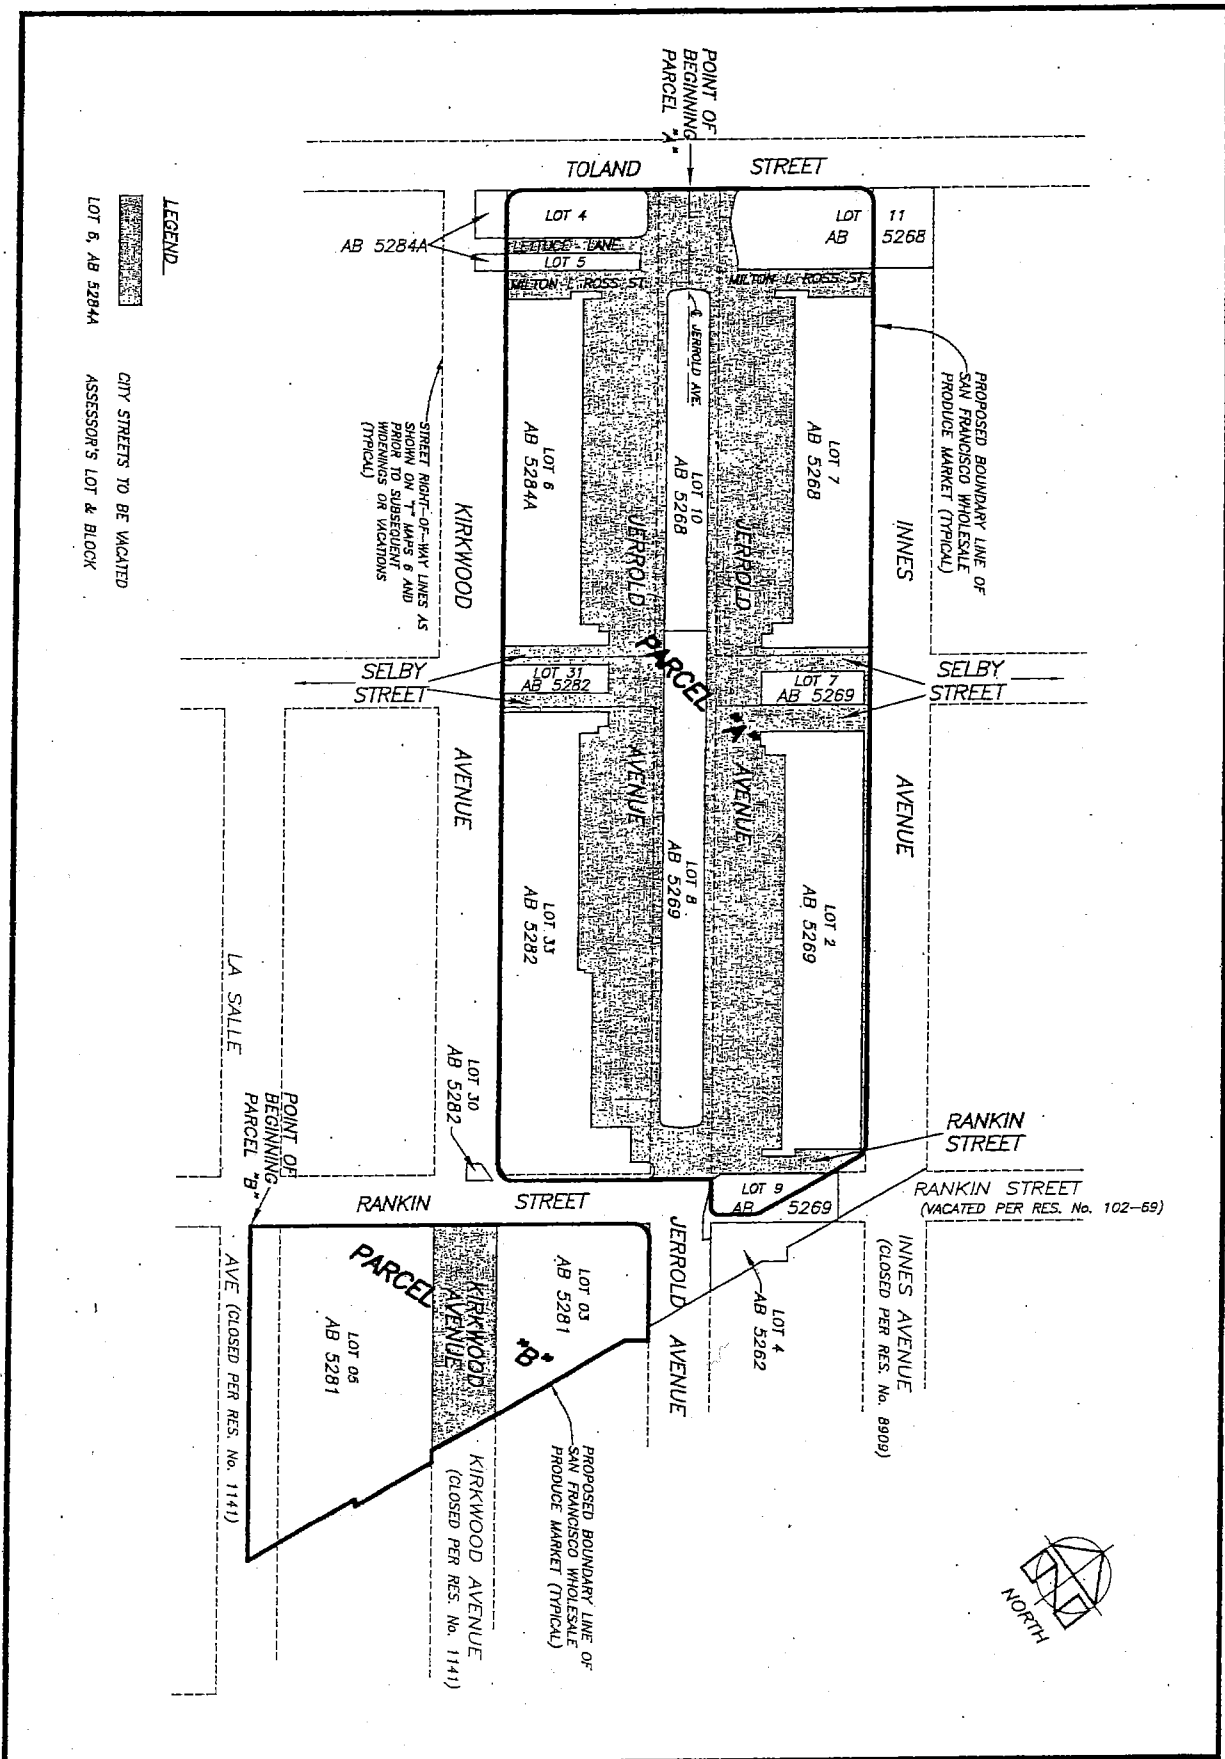 POINT OF
BEGINNING
PARCEL "A"
TOLAND STREET
LOT 4
LETTUCE LANE
LOT 5
MILTON L. ROSS ST.
AB 5284A
LOT 11
AB 5268
MILTON L. ROSS ST.
℄ JERROLD AVE.
PROPOSED BOUNDARY LINE OF
SAN FRANCISCO WHOLESALE
PRODUCE MARKET (TYPICAL)
LOT 7
AB 5268
LOT 10
AB 5268
LOT 6
AB 5284A
STREET RIGHT-OF-WAY LINES AS
SHOWN ON "T" MAPS 6 AND
PRIOR TO SUBSEQUENT
WIDENINGS OR VACATIONS
(TYPICAL)
LEGEND
CITY STREETS TO BE VACATED
LOT 6, AB 5284A ASSESSOR'S LOT & BLOCK
KIRKWOOD
AVENUE
JERROLD
AVENUE
JERROLD
AVENUE
INNES
AVENUE
PARCEL "A"
SELBY
STREET
LOT 31
AB 5282
LOT 7
AB 5269
SELBY
STREET
LOT 2
AB 5269
LOT 8
AB 5269
LOT 33
AB 5282
LOT 30
AB 5282
LA SALLE
AVE (CLOSED PER RES. No. 1141)
POINT OF
BEGINNING
PARCEL "B"
RANKIN STREET
RANKIN
STREET
RANKIN STREET
(VACATED PER RES. No. 102-69)
LOT 9
AB 5269
LOT 4
AB 5262
INNES AVENUE
(CLOSED PER RES. No. 8909)
JERROLD AVENUE
LOT 03
AB 5281
PARCEL "B"
KIRKWOOD
AVENUE
LOT 05
AB 5281
KIRKWOOD AVENUE
(CLOSED PER RES. No. 1141)
PROPOSED BOUNDARY LINE OF
SAN FRANCISCO WHOLESALE
PRODUCE MARKET (TYPICAL)
NORTH